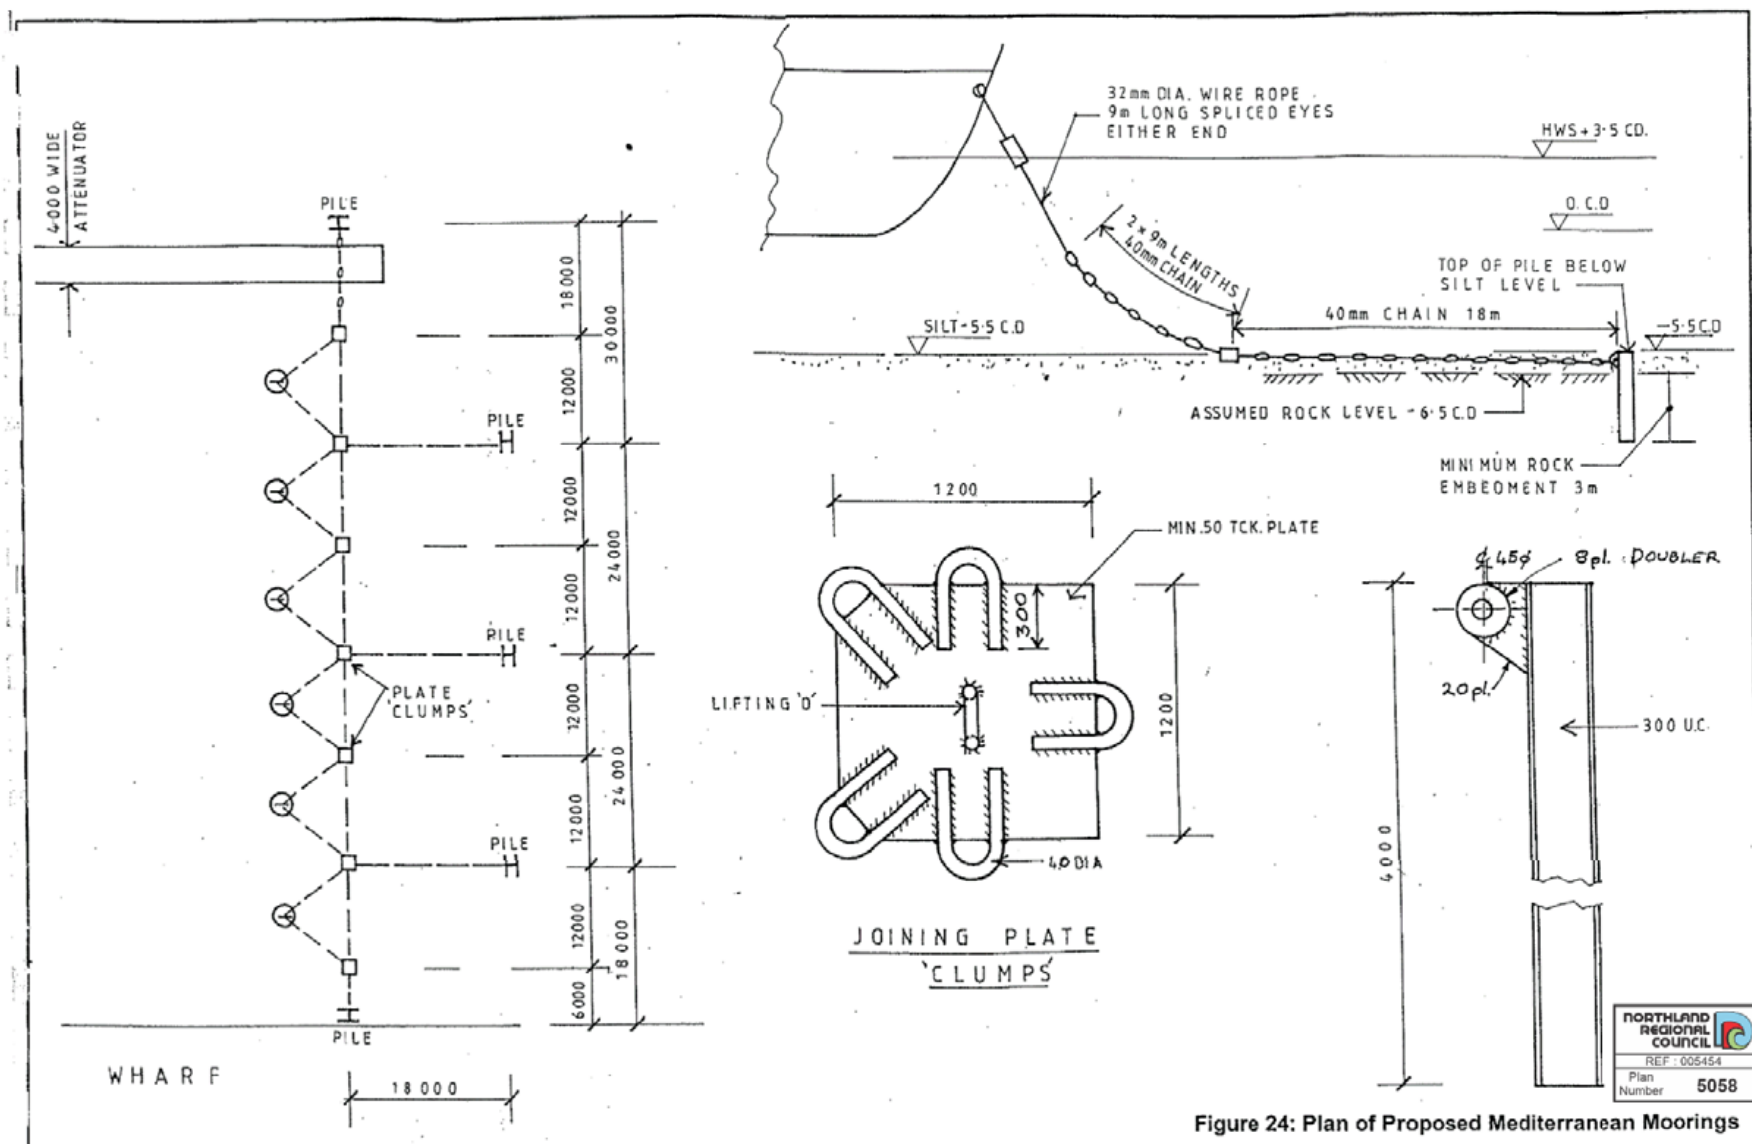 4000 WIDE
ATTENUATOR
PILE
18000
30000
12000
PILE
12000
24000
12000
PILE
PLATE
'CLUMPS'
12000
24000
12000
PILE
12000
18000
6000
PILE
WHARF
18000
32mm DIA. WIRE ROPE
9m LONG SPLICED EYES
EITHER END
HWS+3·5 CD.
O. C.D
2 × 9m LENGTHS
40mm CHAIN
TOP OF PILE BELOW
SILT LEVEL
40mm CHAIN 18m
SILT-5·5 C.D
-5·5C.D
ASSUMED ROCK LEVEL -6·5 C.D
MINIMUM ROCK
EMBEDMENT 3m
1200
MIN.50 TCK. PLATE
300
LIFTING 'D'
1200
40 DIA
JOINING PLATE
'CLUMPS'
℄ 45ϕ
8pl. DOUBLER
20pl.
300 U.C.
4000
NORTHLAND
REGIONAL
COUNCIL
REF : 005454
Plan
Number 5058
Figure 24: Plan of Proposed Mediterranean Moorings